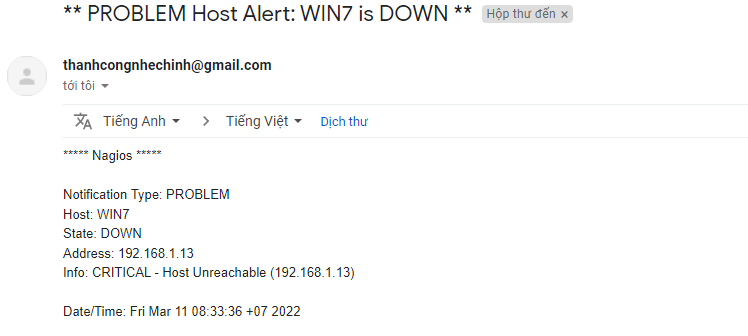 ** PROBLEM Host Alert: WIN7 is DOWN ** Hộp thư đến ×
thanhcongnhechinh@gmail.com
tới tôi
Tiếng Anh > Tiếng Việt Dịch thư
***** Nagios *****
Notification Type: PROBLEM
Host: WIN7
State: DOWN
Address: 192.168.1.13
Info: CRITICAL - Host Unreachable (192.168.1.13)
Date/Time: Fri Mar 11 08:33:36 +07 2022